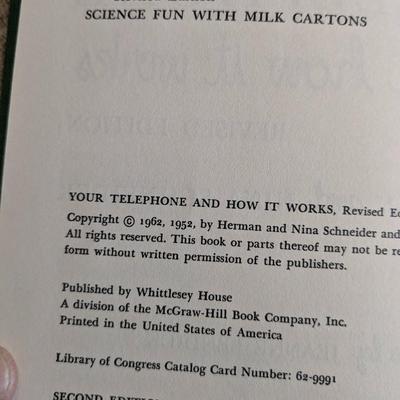 SCIENCE FUN WITH MILK CARTONS
YOUR TELEPHONE AND HOW IT WORKS, Revised
Copyright © 1962, 1952, by Herman and Nina Schneider and
All rights reserved. This book or parts thereof may not be
form without written permission of the publishers.
Published by Whittlesey House
A division of the McGraw-Hill Book Company, Inc.
Printed in the United States of America
Library of Congress Catalog Card Number: 62-9991
SECOND EDITION